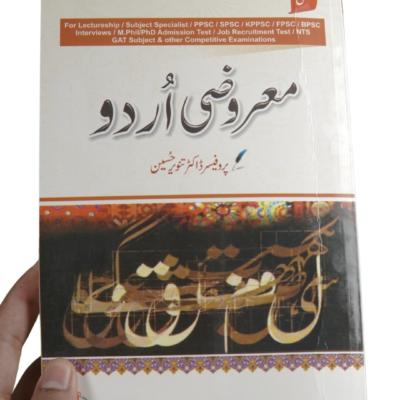 For Lectureship / Subject Specialist / PPSC / SPSC / KPPSC / FPSC / BPSC
Interviews / M.Phil/PhD Admission Test / Job Recruitment Test / NTS
GAT Subject & other Competitive Examinations
معروضی اُردو
پروفیسر ڈاکٹر تنویر حُسین